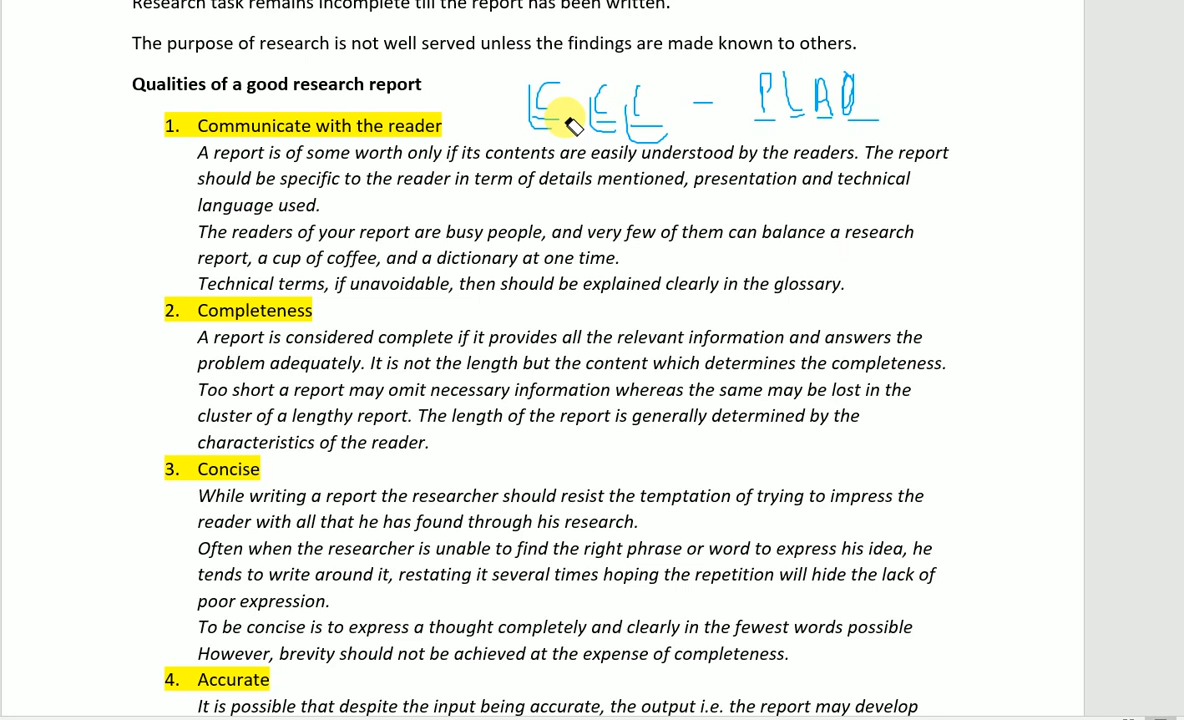 Research task remains incomplete till the report has been written.
The purpose of research is not well served unless the findings are made known to others.
Qualities of a good research report
1. Communicate with the reader
A report is of some worth only if its contents are easily understood by the readers. The report
should be specific to the reader in term of details mentioned, presentation and technical
language used.
The readers of your report are busy people, and very few of them can balance a research
report, a cup of coffee, and a dictionary at one time.
Technical terms, if unavoidable, then should be explained clearly in the glossary.
2. Completeness
A report is considered complete if it provides all the relevant information and answers the
problem adequately. It is not the length but the content which determines the completeness.
Too short a report may omit necessary information whereas the same may be lost in the
cluster of a lengthy report. The length of the report is generally determined by the
characteristics of the reader.
3. Concise
While writing a report the researcher should resist the temptation of trying to impress the
reader with all that he has found through his research.
Often when the researcher is unable to find the right phrase or word to express his idea, he
tends to write around it, restating it several times hoping the repetition will hide the lack of
poor expression.
To be concise is to express a thought completely and clearly in the fewest words possible
However, brevity should not be achieved at the expense of completeness.
4. Accurate
It is possible that despite the input being accurate, the output i.e. the report may develop